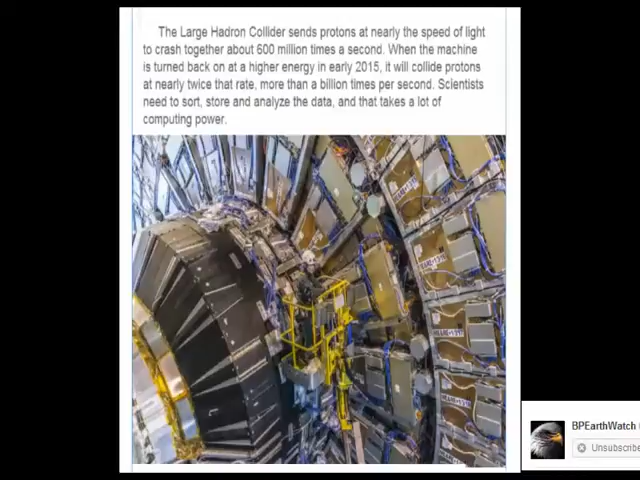 The Large Hadron Collider sends protons at nearly the speed of light
to crash together about 600 million times a second. When the machine
is turned back on at a higher energy in early 2015, it will collide protons
at nearly twice that rate, more than a billion times per second. Scientists
need to sort, store and analyze the data, and that takes a lot of
computing power.
BPEarthWatch
Unsubscribe